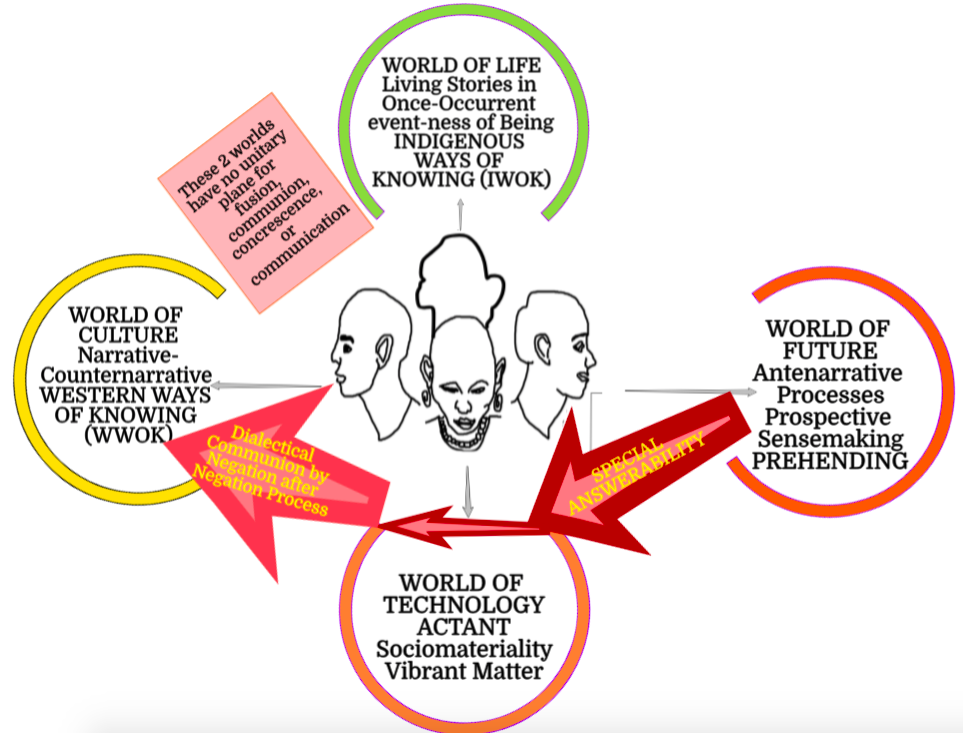 WORLD OF LIFE
Living Stories in
Once-Occurrent
event-ness of Being
INDIGENOUS
WAYS OF
KNOWING (IWOK)
These 2 worlds
have no unitary
plane for
fusion,
communion,
concrescence,
or
communication
WORLD OF
CULTURE
Narrative-
Counternarrative
WESTERN WAYS
OF KNOWING
(WWOK)
WORLD OF
FUTURE
Antenarrative
Processes
Prospective
Sensemaking
PREHENDING
Dialectical
Communion by
Negation after
Negation Process
SPECIAL
ANSWERABILITY
WORLD OF
TECHNOLOGY
ACTANT
Sociomateriality
Vibrant Matter